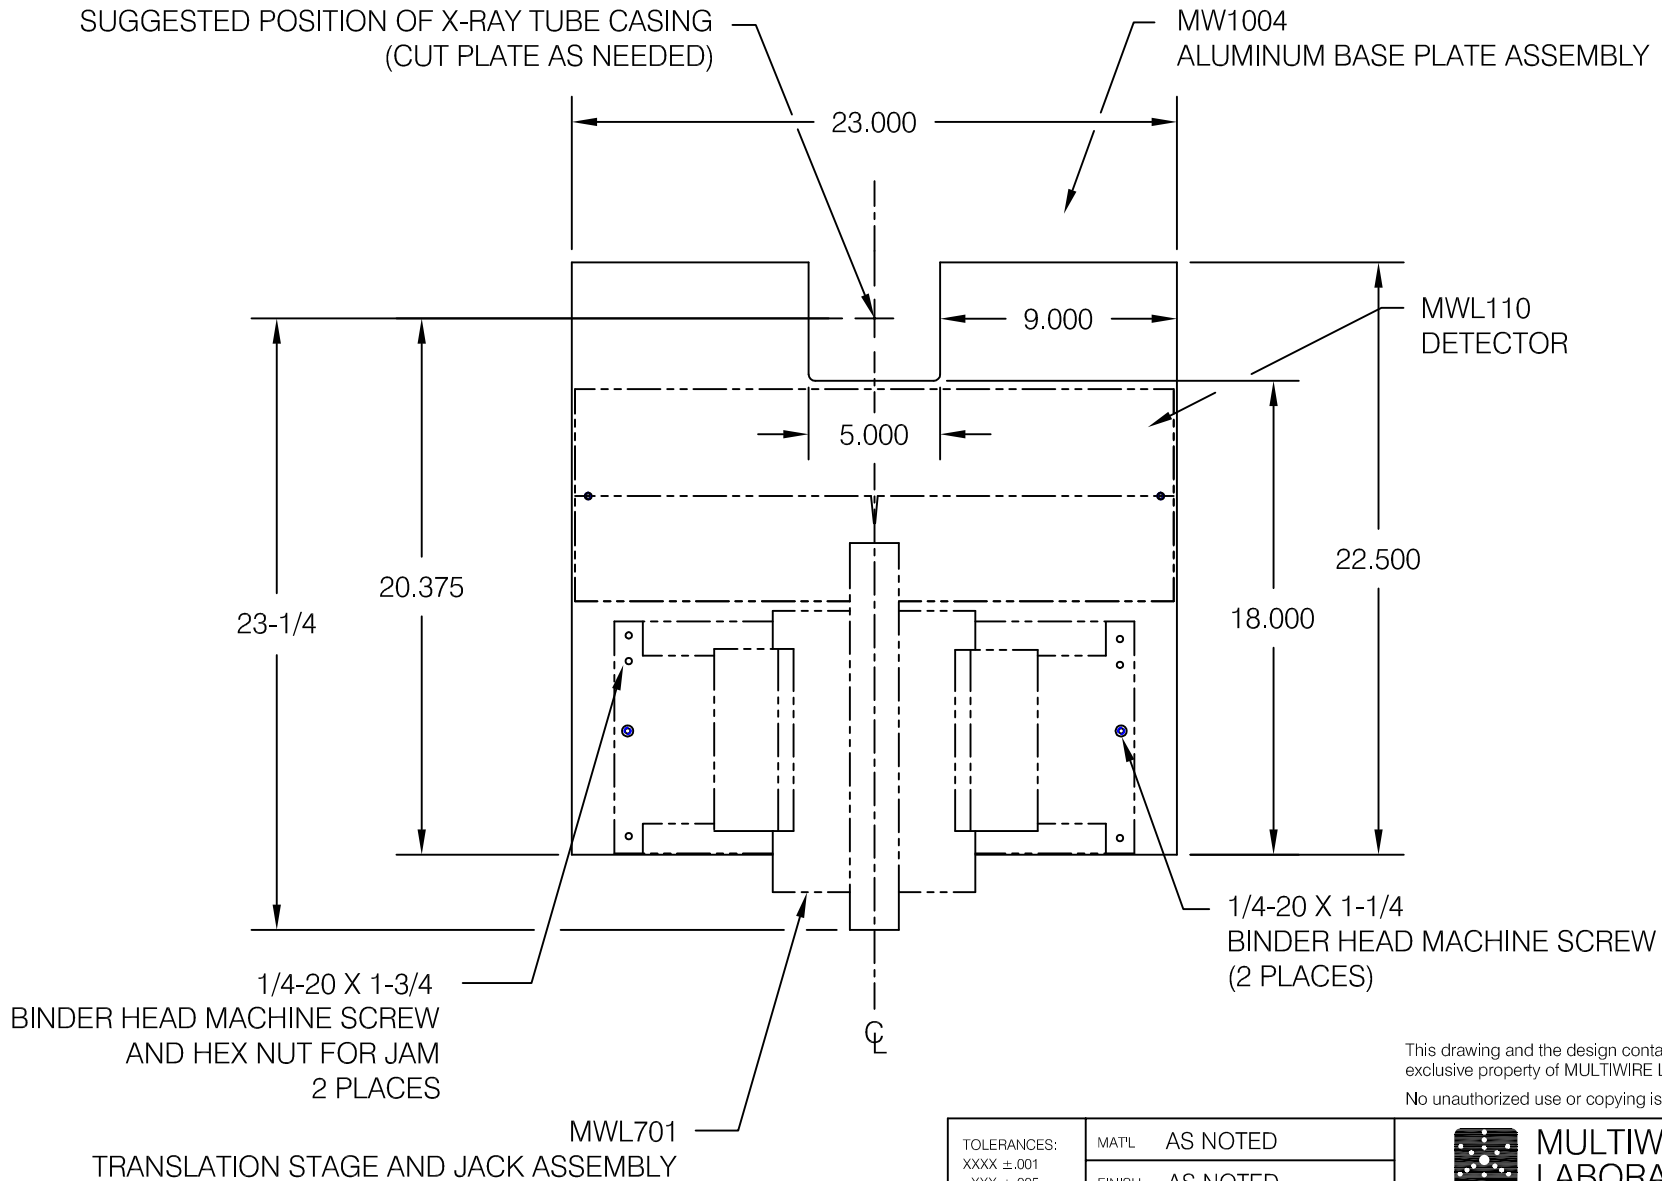 SUGGESTED POSITION OF X-RAY TUBE CASING
(CUT PLATE AS NEEDED)
MW1004
ALUMINUM BASE PLATE ASSEMBLY
23.000
9.000
MWL110
DETECTOR
5.000
22.500
20.375
23-1/4
18.000
1/4-20 X 1-1/4
BINDER HEAD MACHINE SCREW
(2 PLACES)
1/4-20 X 1-3/4
BINDER HEAD MACHINE SCREW
AND HEX NUT FOR JAM
2 PLACES
℄
MWL701
TRANSLATION STAGE AND JACK ASSEMBLY
This drawing and the design conta
exclusive property of MULTIWIRE L
No unauthorized use or copying is
TOLERANCES:
XXXX ±.001
MAT'L AS NOTED
AS NOTED
MULTIW
LABORA